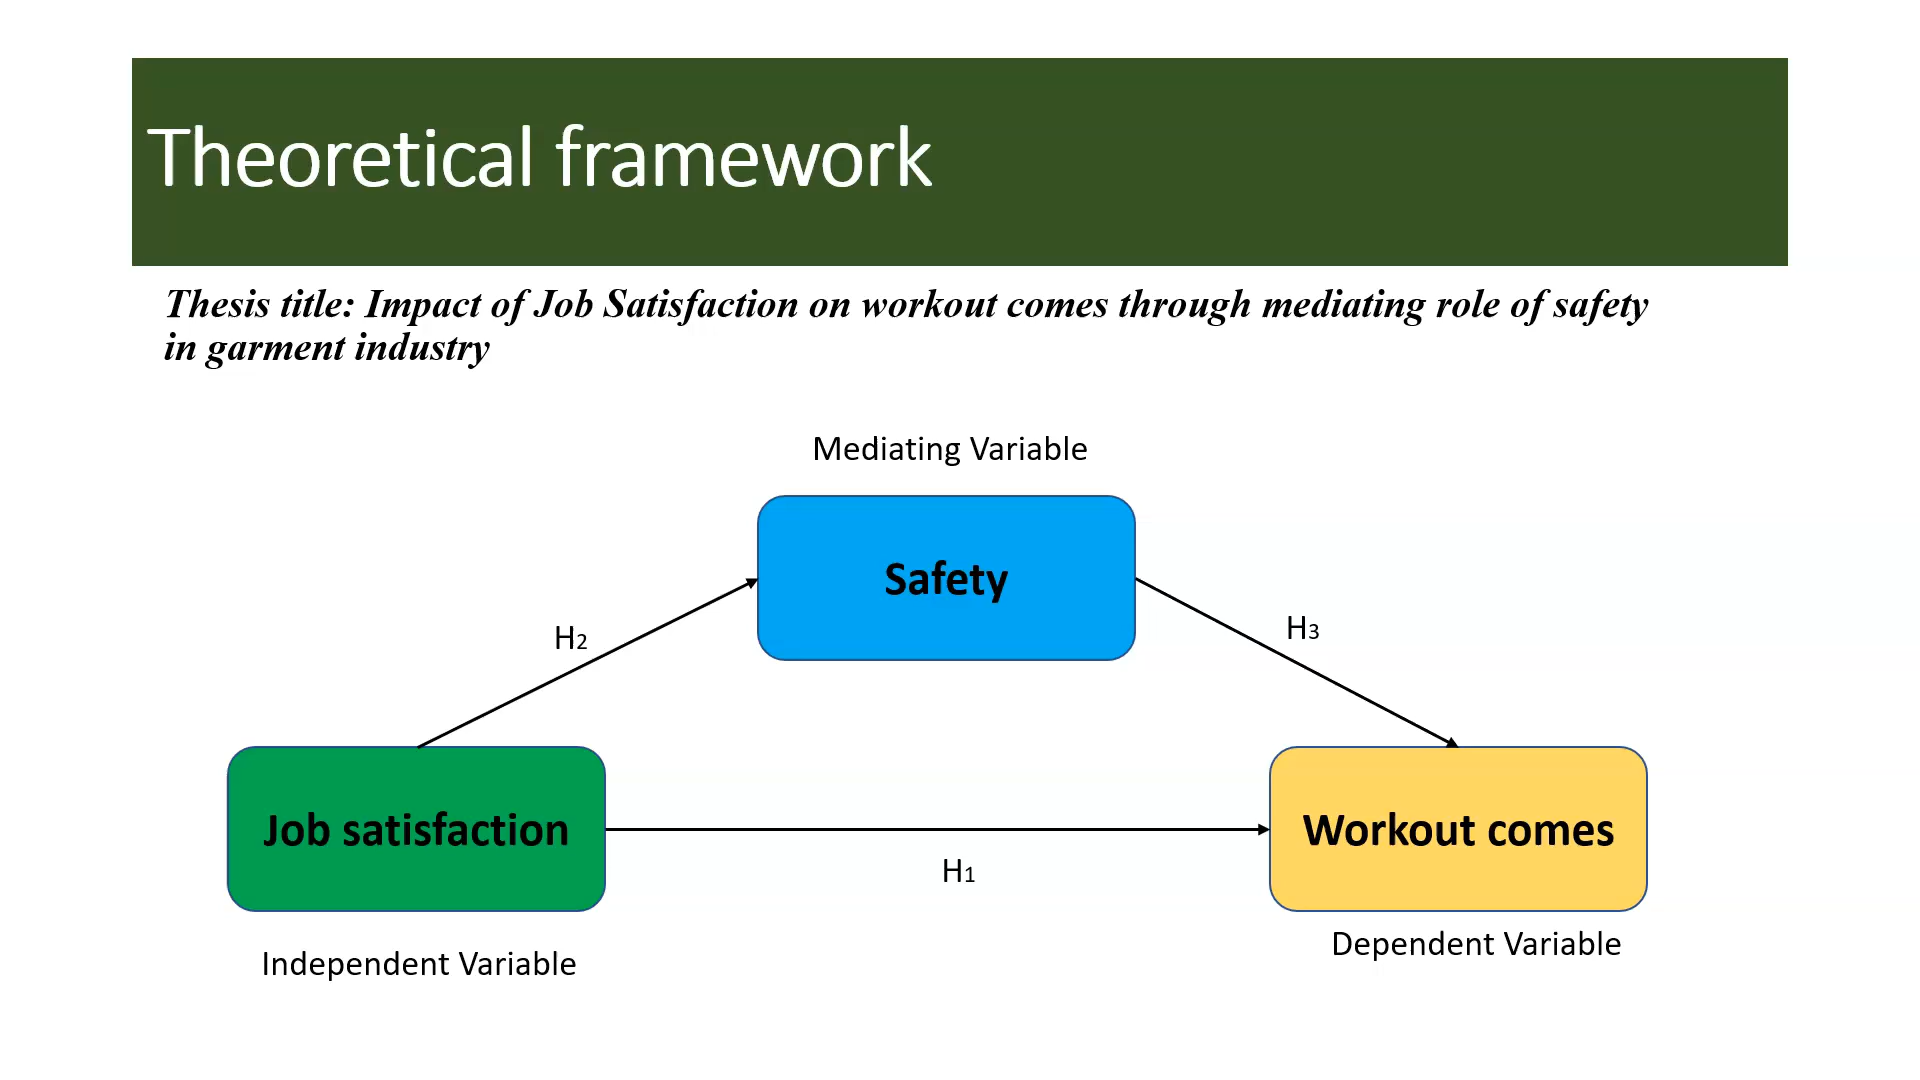 Theoretical framework
Thesis title: Impact of Job Satisfaction on workout comes through mediating role of safety
in garment industry
Mediating Variable
Safety
H2
H3
Job satisfaction
Workout comes
H1
Independent Variable
Dependent Variable